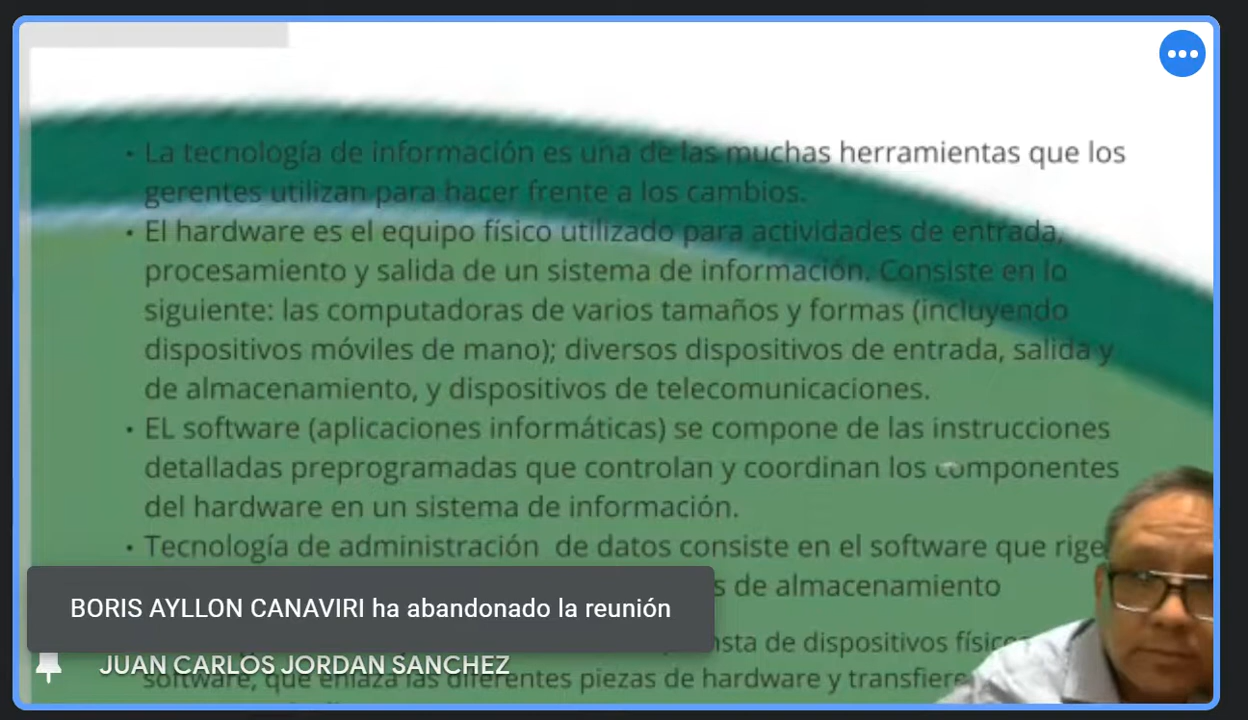 • La tecnología de información es una de las muchas herramientas que los
gerentes utilizan para hacer frente a los cambios.
• El hardware es el equipo físico utilizado para actividades de entrada,
procesamiento y salida de un sistema de información. Consiste en lo
siguiente: las computadoras de varios tamaños y formas (incluyendo
dispositivos móviles de mano); diversos dispositivos de entrada, salida y
de almacenamiento, y dispositivos de telecomunicaciones.
• EL software (aplicaciones informáticas) se compone de las instrucciones
detalladas preprogramadas que controlan y coordinan los componentes
del hardware en un sistema de información.
• Tecnología de administración de datos consiste en el software que rige
s de almacenamiento
BORIS AYLLON CANAVIRI ha abandonado la reunión
de dispositivos
JUAN CARLOS JORDAN SANCHEZ
software, que enlaza las diferentes piezas de hardware y transfiere